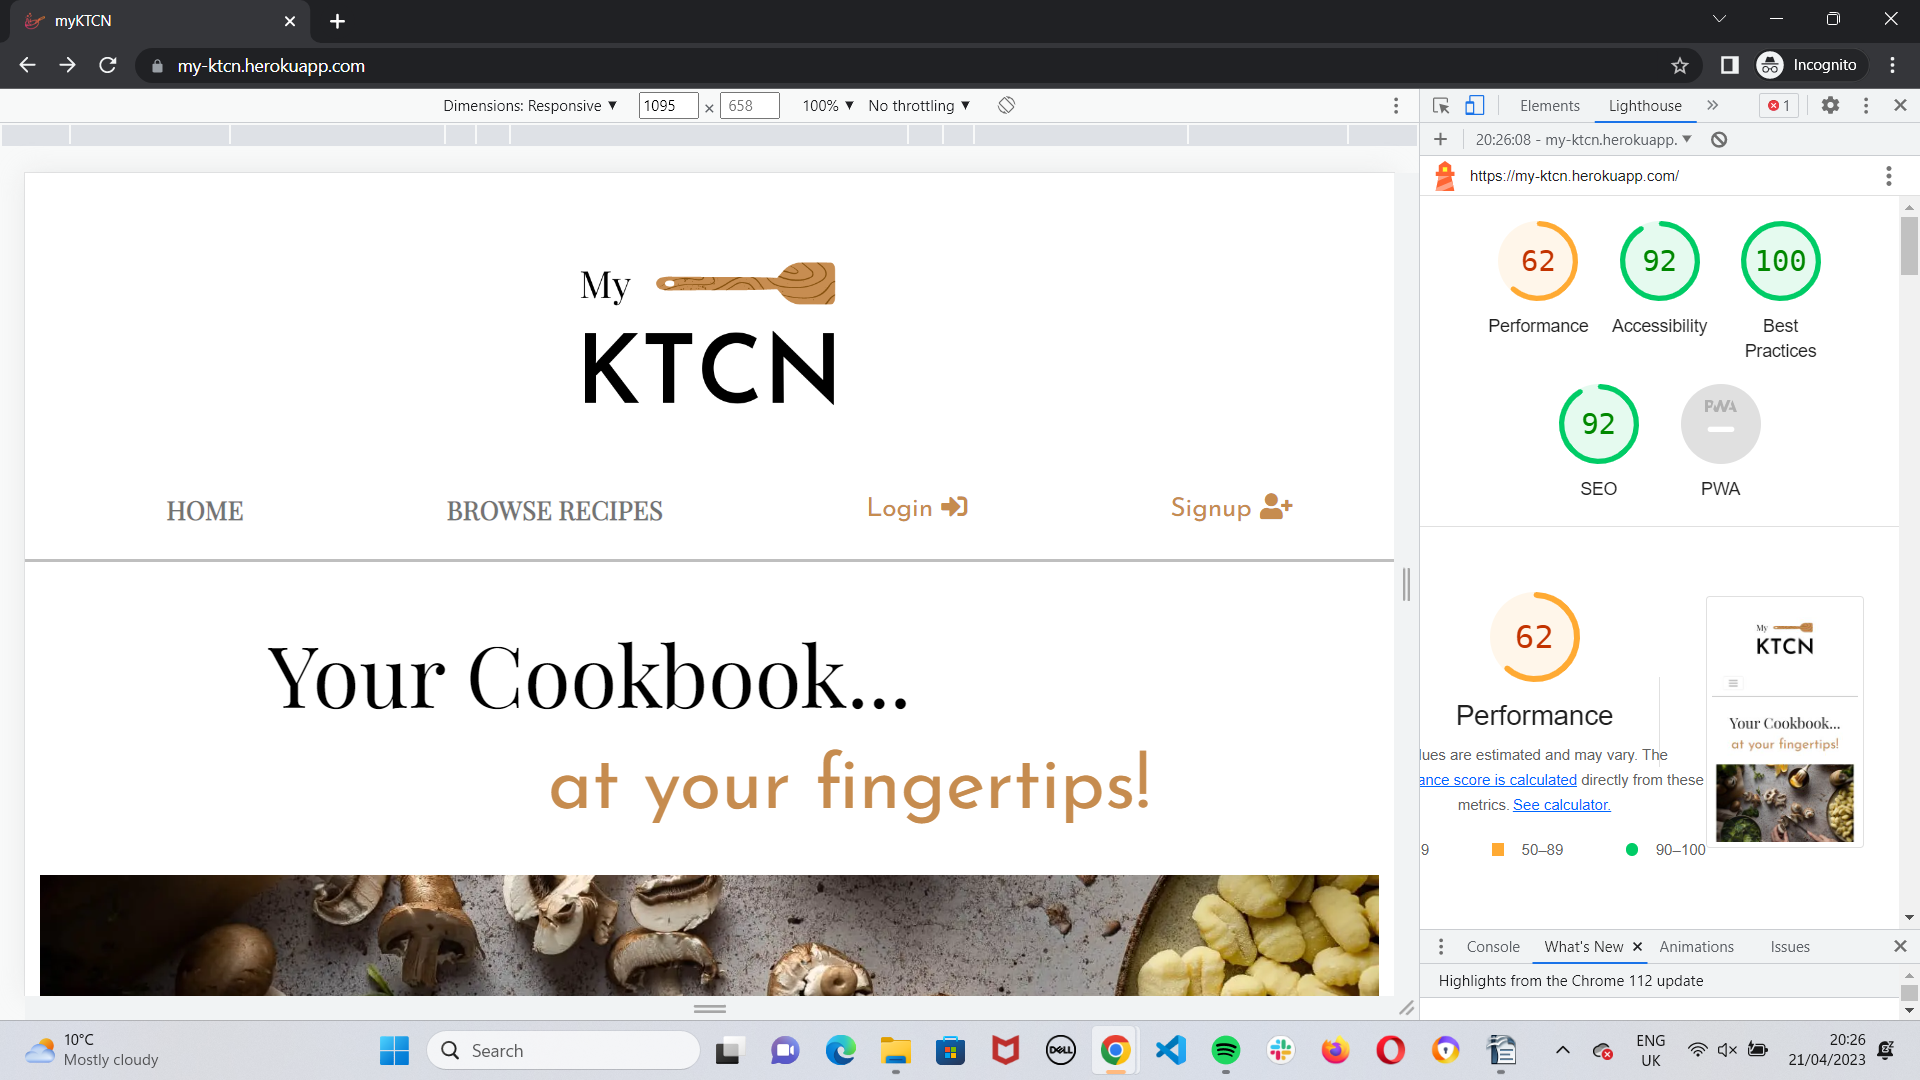 myKTCN
my-ktcn.herokuapp.com
Incognito
Dimensions: Responsive
1095 × 658
100%
No throttling
Elements
Lighthouse
1
20:26:08 - my-ktcn.herokuapp.
https://my-ktcn.herokuapp.com/
My
KTCN
HOME
BROWSE RECIPES
Login
Signup
Your Cookbook...
at your fingertips!
62
92
100
Performance
Accessibility
Best
Practices
92
PWA
SEO
PWA
62
Performance
lues are estimated and may vary. The
ance score is calculated directly from these
metrics. See calculator.
9
50–89
90–100
My
KTCN
Your Cookbook...
at your fingertips!
Console
What's New
Animations
Issues
Highlights from the Chrome 112 update
10°C
Mostly cloudy
Search
DELL
ENG
UK
20:26
21/04/2023